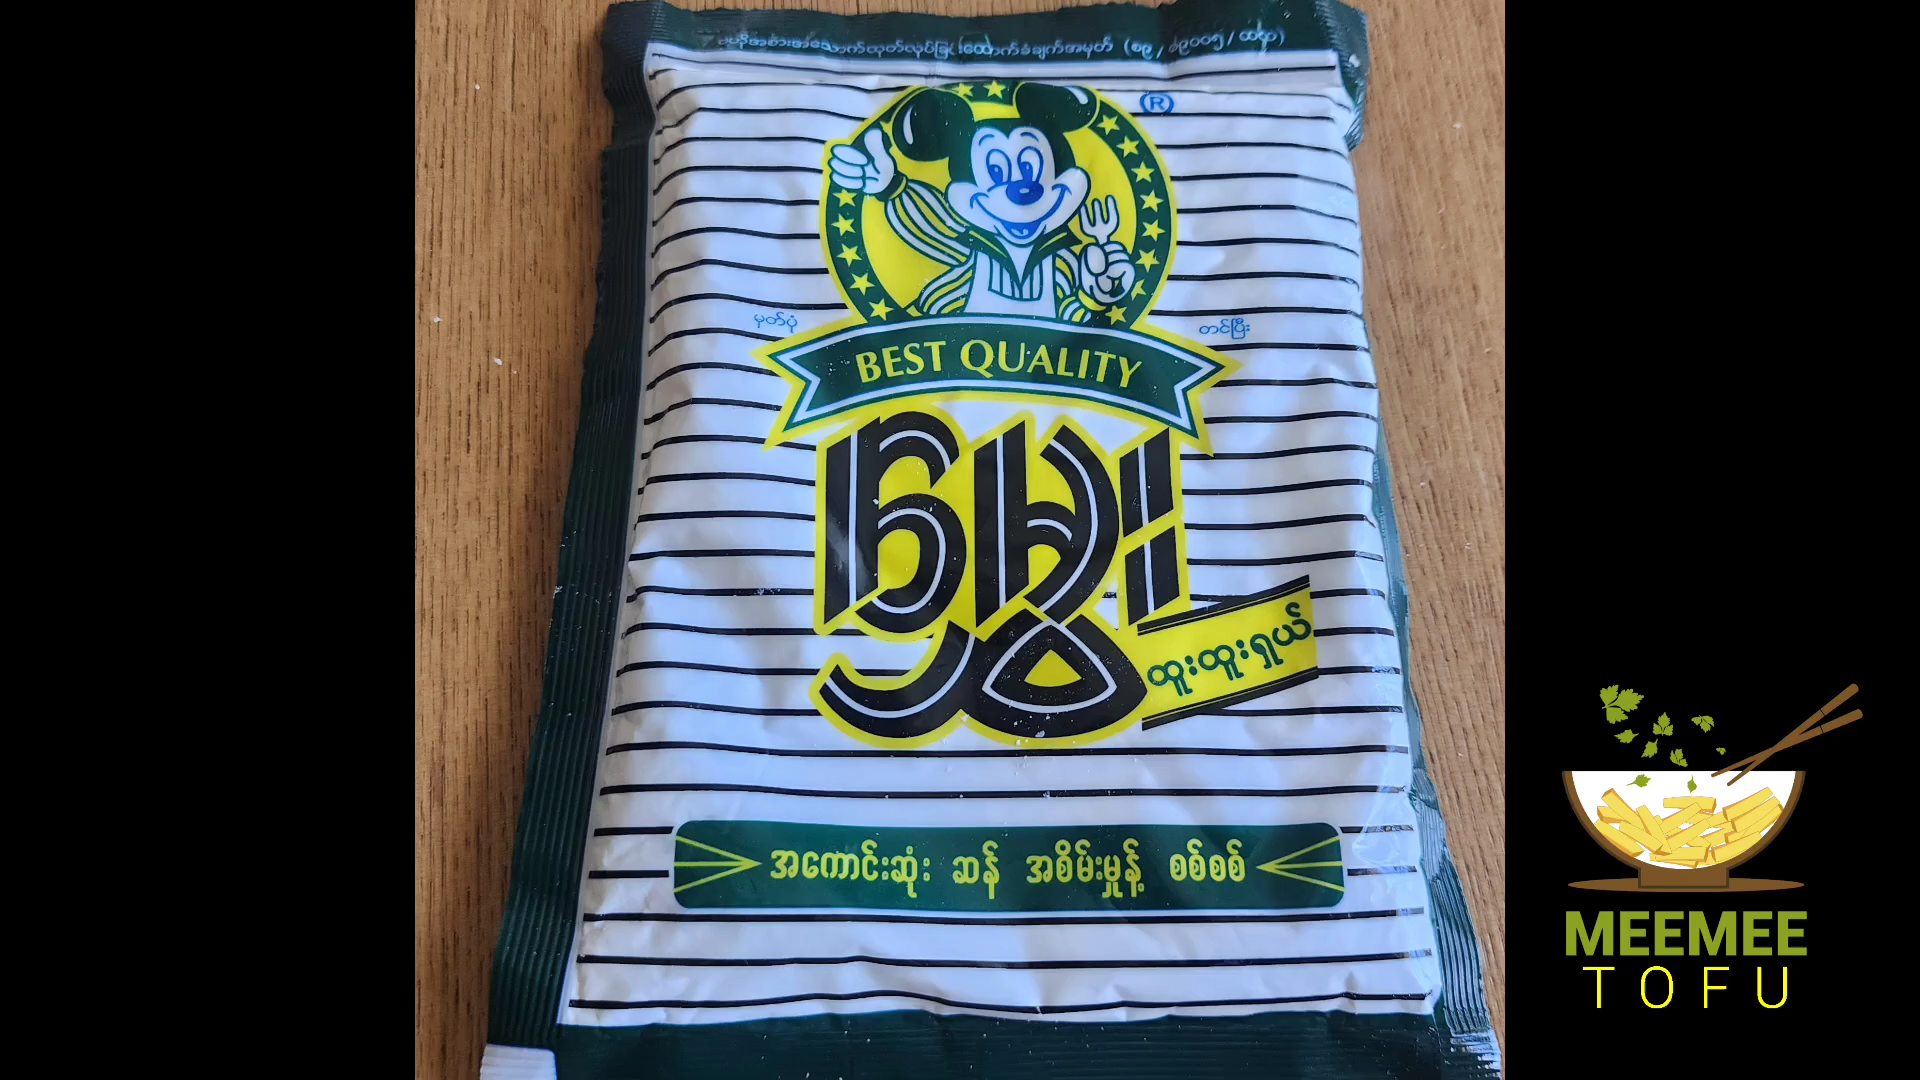 ®
မှတ်ပုံ
တင်ပြီး
BEST QUALITY
မွှေး
ထူးထူးရှယ်
အကောင်းဆုံး ဆန် အစိမ်းမှုန့် စစ်စစ်
MEEMEE
TOFU